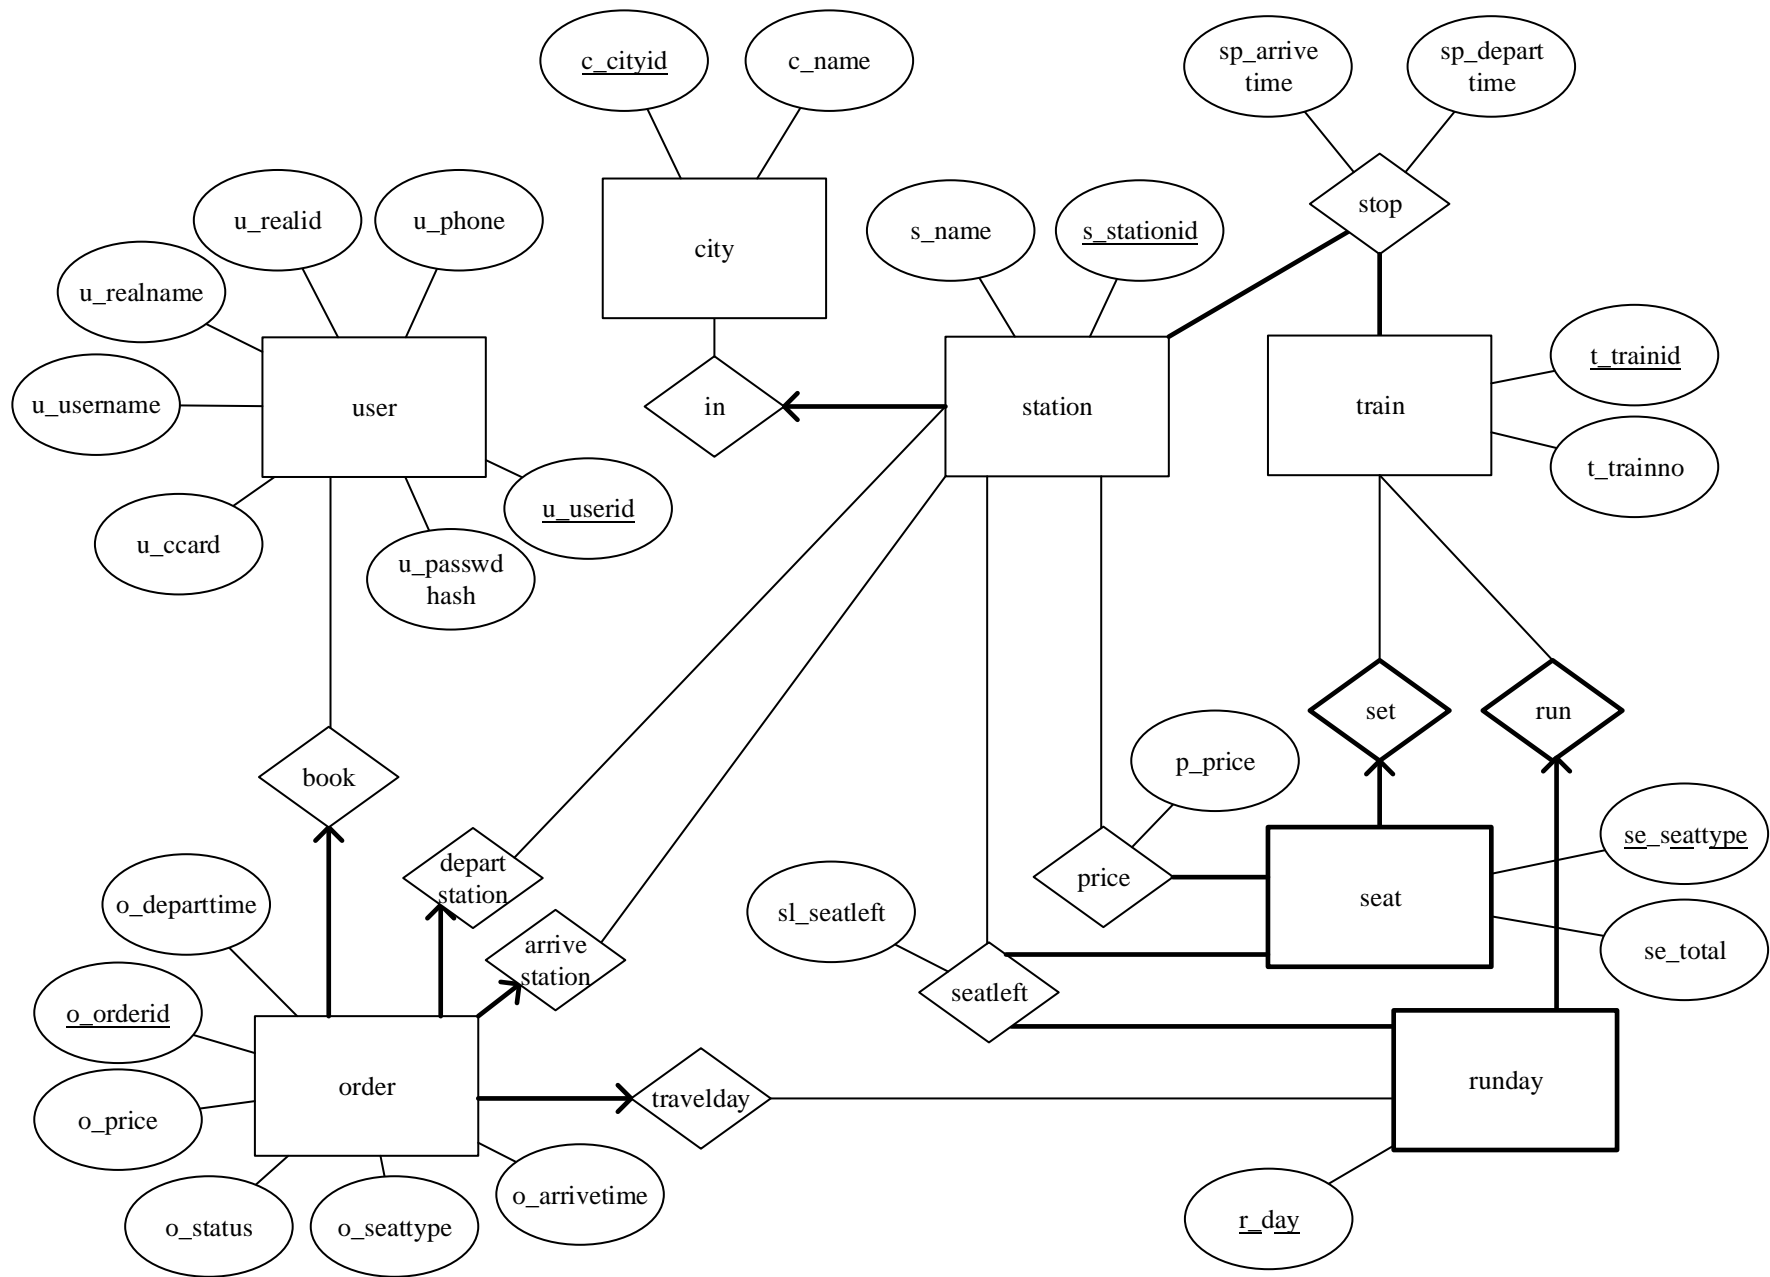 c_cityid
c_name
sp_arrive
time
sp_depart
time
u_realid
u_phone
s_name
s_stationid
stop
city
u_realname
u_username
user
in
station
train
t_trainid
t_trainno
u_ccard
u_passwd
hash
u_userid
set
run
book
p_price
depart
station
price
seat
se_seattype
se_total
o_departtime
sl_seatleft
arrive
station
seatleft
o_orderid
order
travelday
runday
o_price
o_status
o_seattype
o_arrivetime
r_day